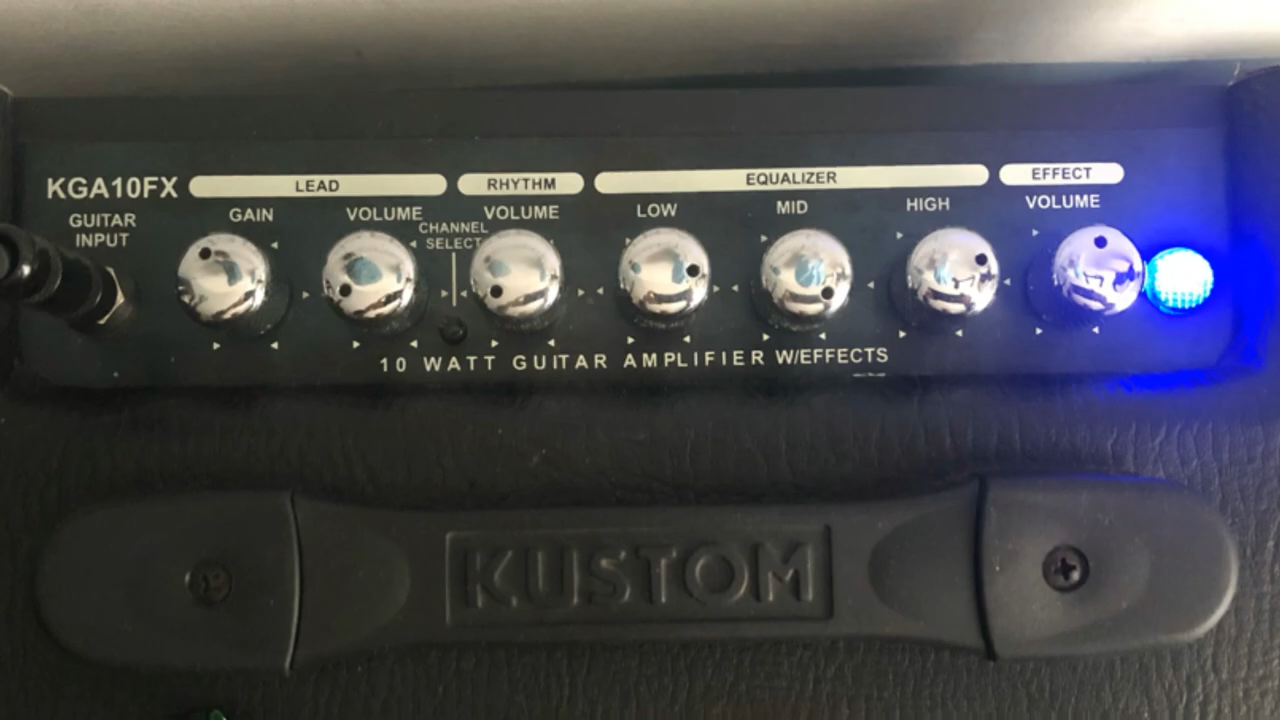 KGA10FX
LEAD
RHYTHM
EQUALIZER
EFFECT
GUITAR
INPUT
GAIN
VOLUME
CHANNEL
SELECT
VOLUME
LOW
MID
HIGH
VOLUME
10 WATT GUITAR AMPLIFIER W/EFFECTS
KUSTOM